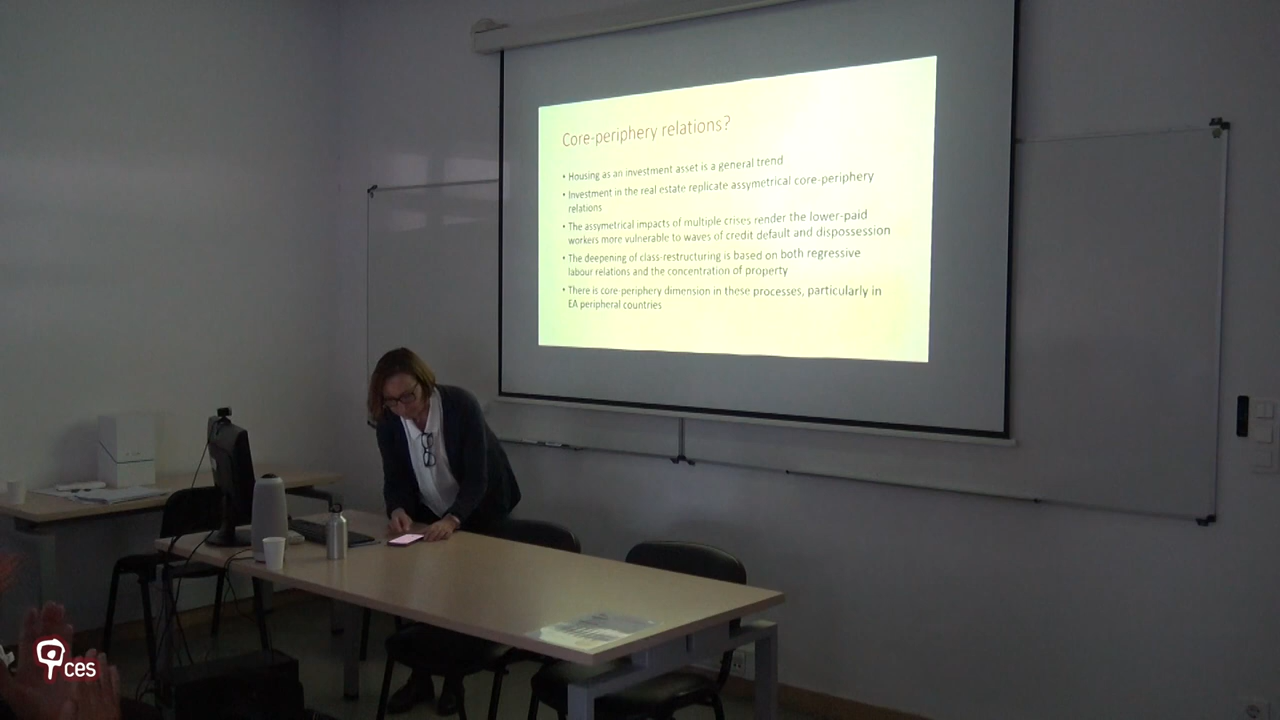 Core-periphery relations?
• Housing as an investment asset is a general trend
• Investment in the real estate replicate assymetrical core-periphery
relations
• The assymetrical impacts of multiple crises render the lower-paid
workers more vulnerable to waves of credit default and dispossession
• The deepening of class-restructuring is based on both regressive
labour relations and the concentration of property
• There is core-periphery dimension in these processes, particularly in
EA peripheral countries
ces